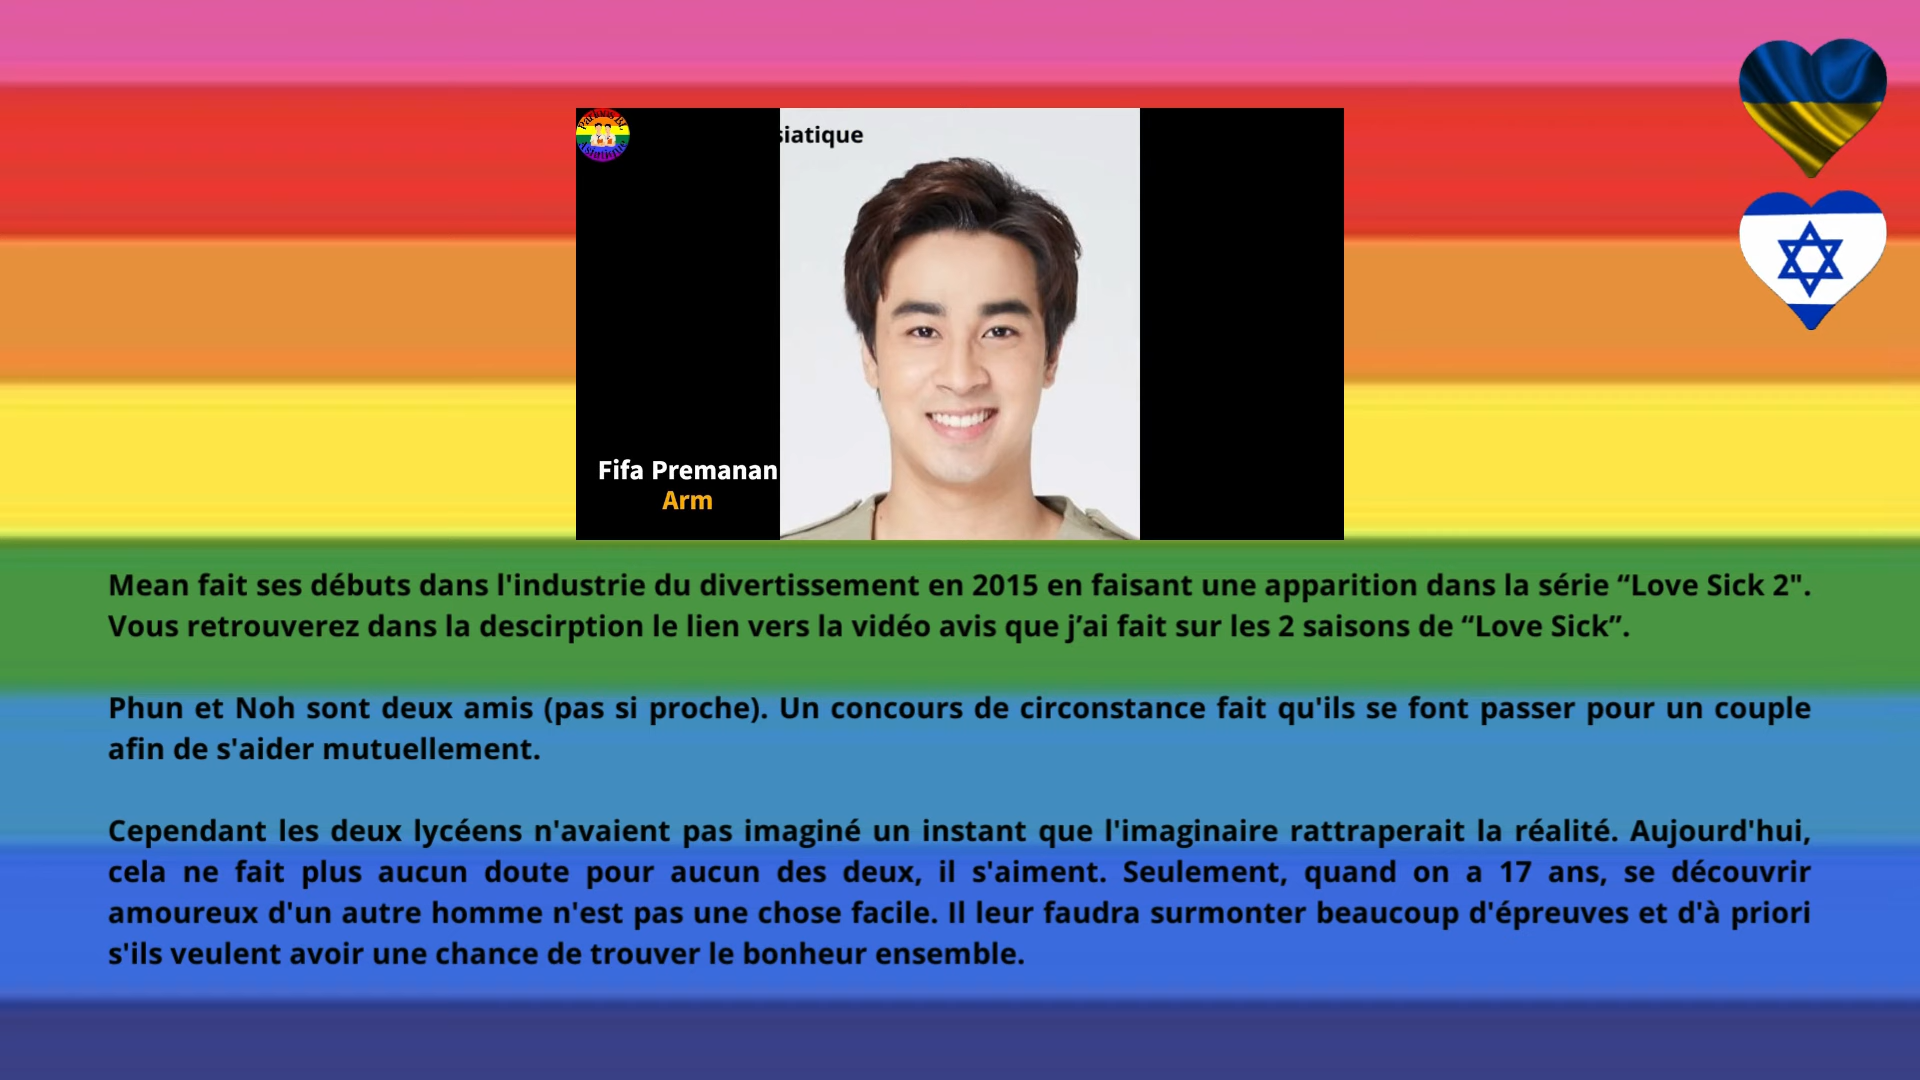 siatique
Parlons BL
Asiatique
Fifa Premanan
Arm
Mean fait ses débuts dans l'industrie du divertissement en 2015 en faisant une apparition dans la série “Love Sick 2".
Vous retrouverez dans la descirption le lien vers la vidéo avis que j’ai fait sur les 2 saisons de “Love Sick”.
Phun et Noh sont deux amis (pas si proche). Un concours de circonstance fait qu'ils se font passer pour un couple
afin de s'aider mutuellement.
Cependant les deux lycéens n'avaient pas imaginé un instant que l'imaginaire rattraperait la réalité. Aujourd'hui,
cela ne fait plus aucun doute pour aucun des deux, il s'aiment. Seulement, quand on a 17 ans, se découvrir
amoureux d'un autre homme n'est pas une chose facile. Il leur faudra surmonter beaucoup d'épreuves et d'à priori
s'ils veulent avoir une chance de trouver le bonheur ensemble.